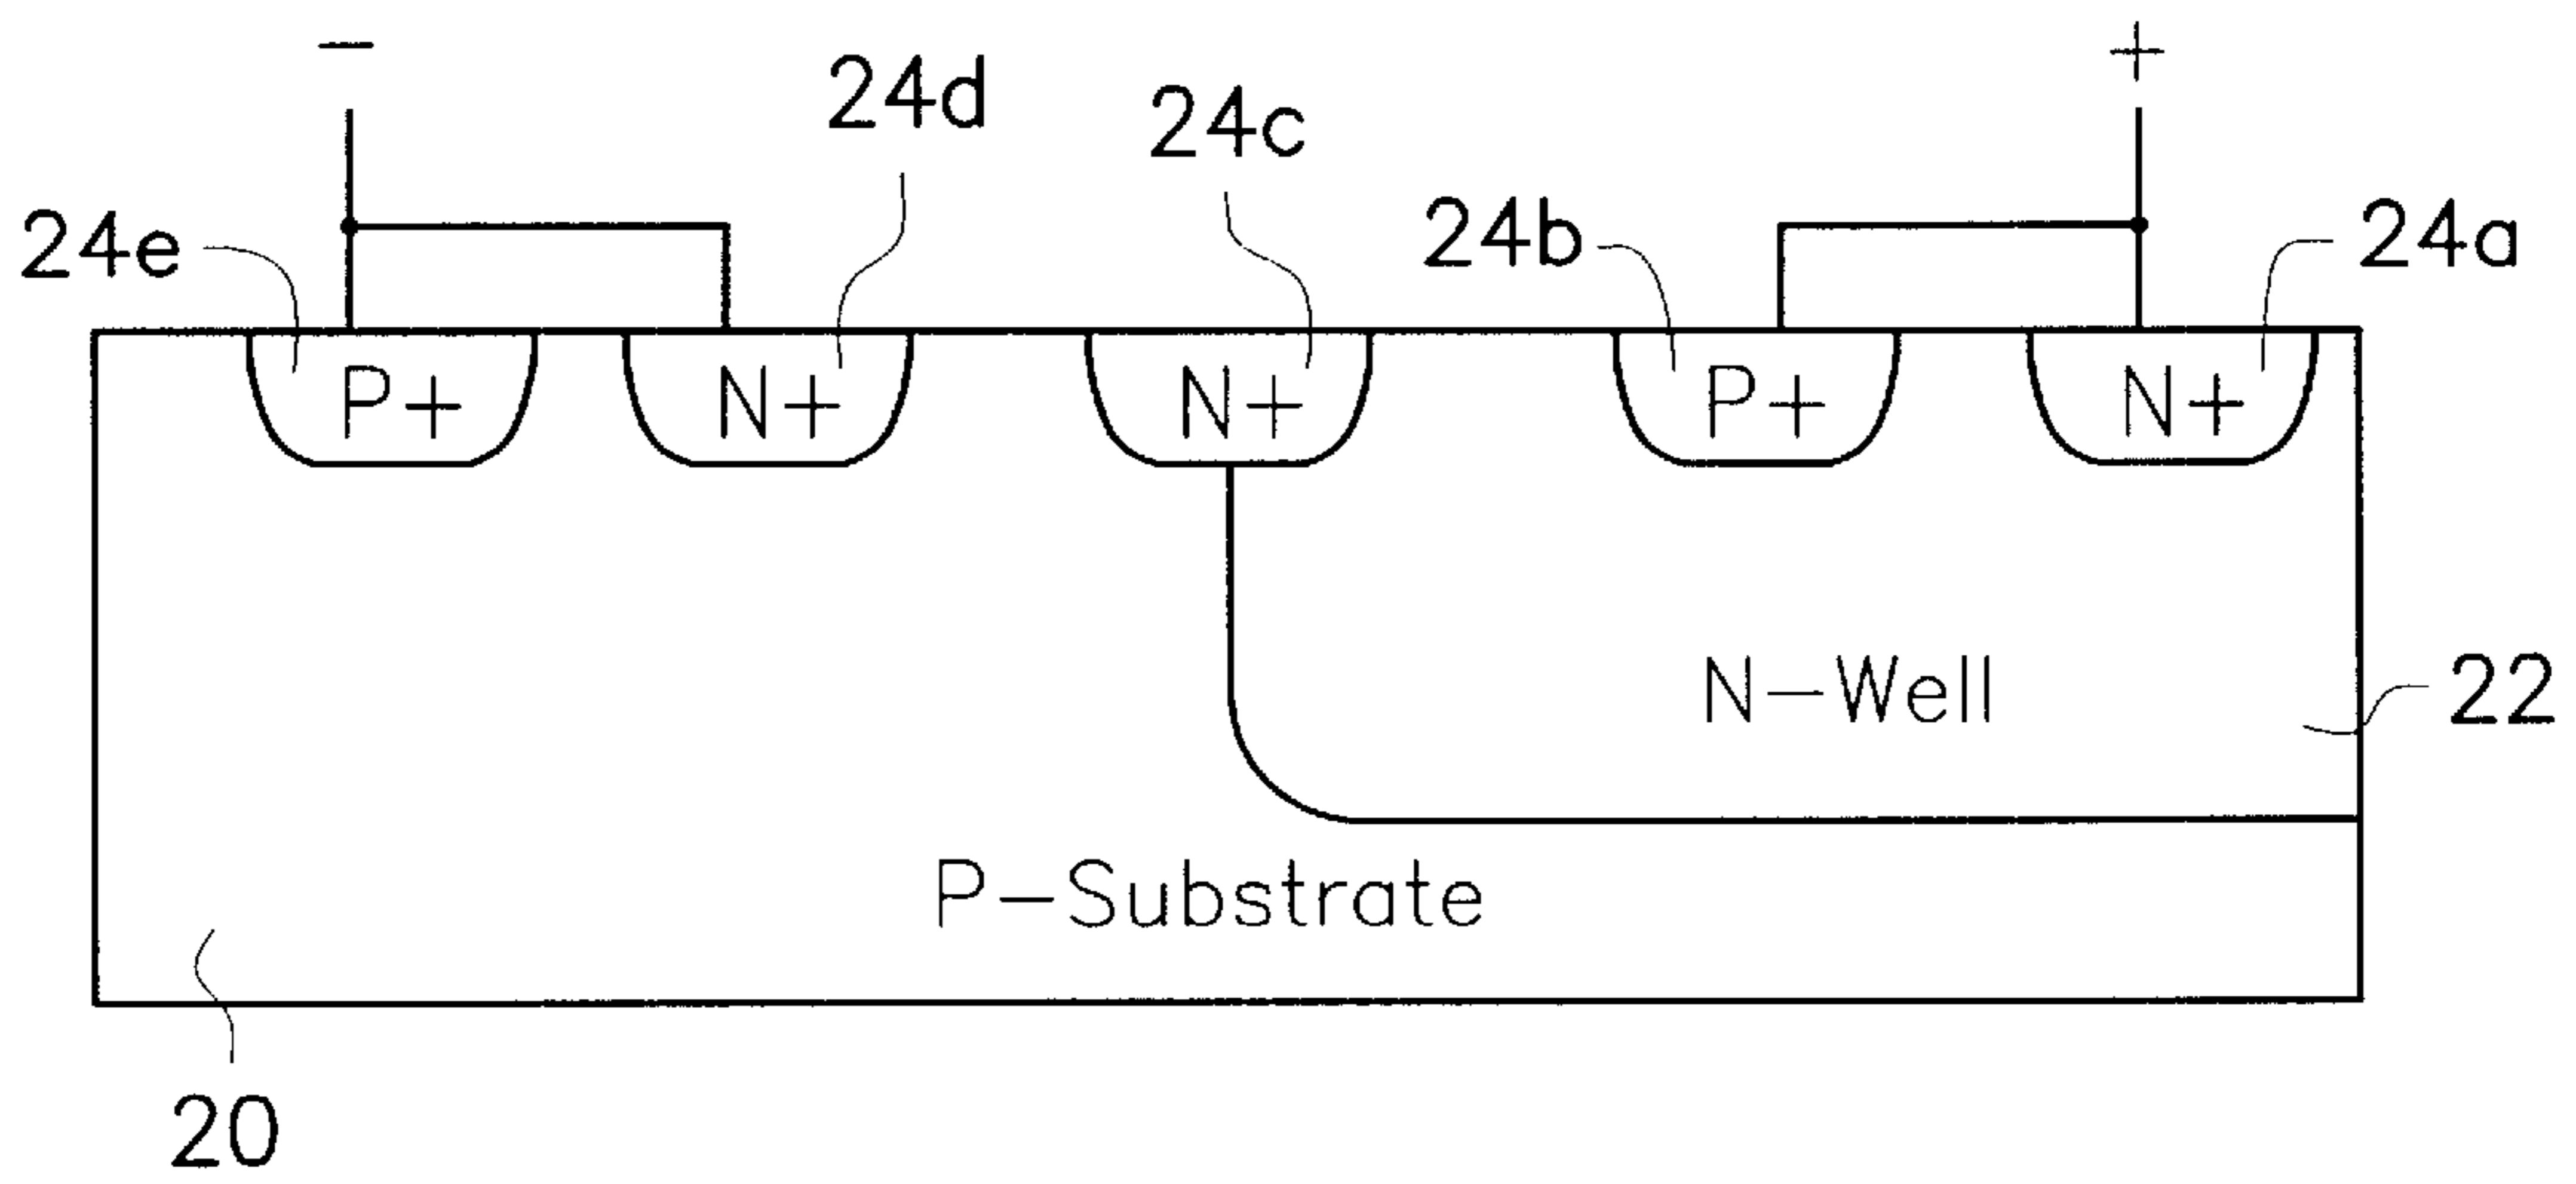 − +
24d
24c
24e 24b 24a
P+ N+ N+ P+ N+
N−Well 22
P−Substrate
20